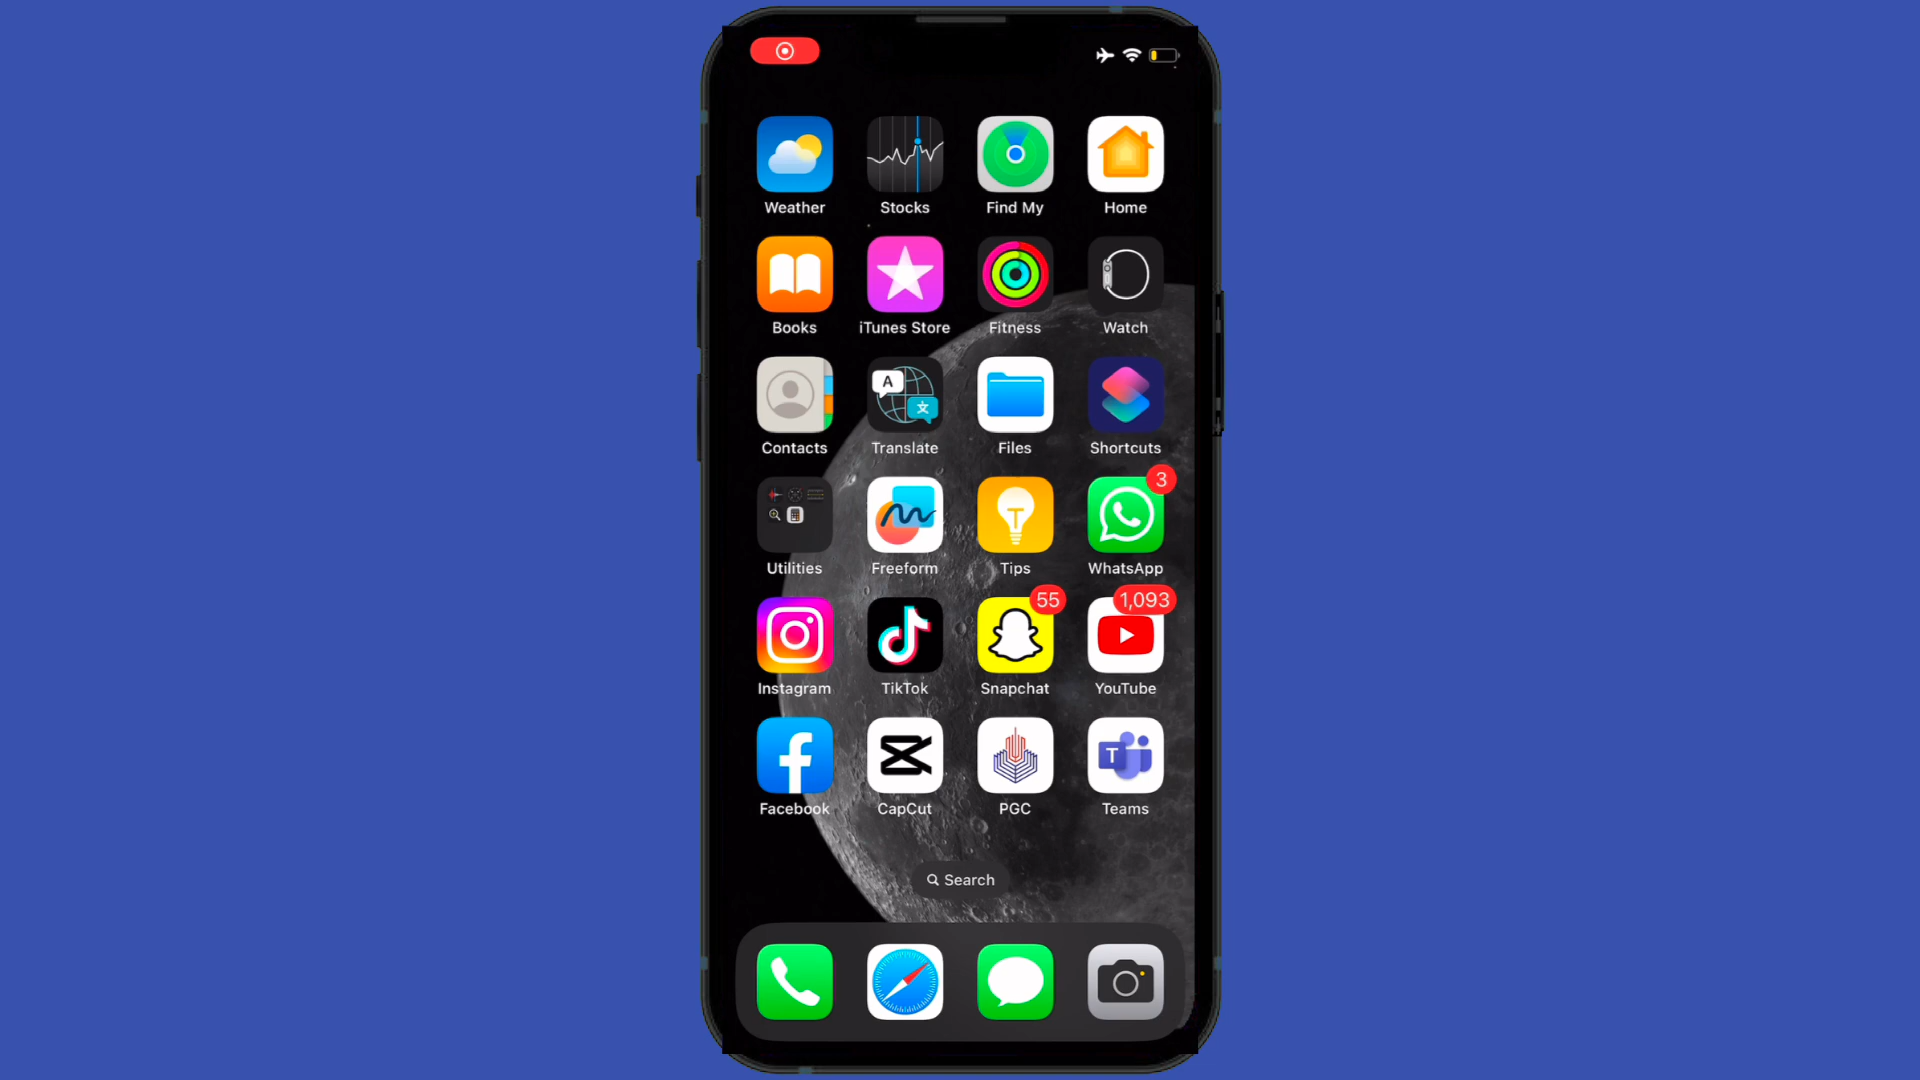 Weather Stocks Find My Home
Books iTunes Store Fitness Watch
A
文
Contacts Translate Files Shortcuts
3
T
Utilities Freeform Tips WhatsApp
55 1,093
Instagram TikTok Snapchat YouTube
T
Facebook CapCut PGC Teams
Search